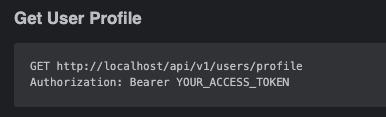 Get User Profile
GET http://localhost/api/v1/users/profile
Authorization: Bearer YOUR_ACCESS_TOKEN